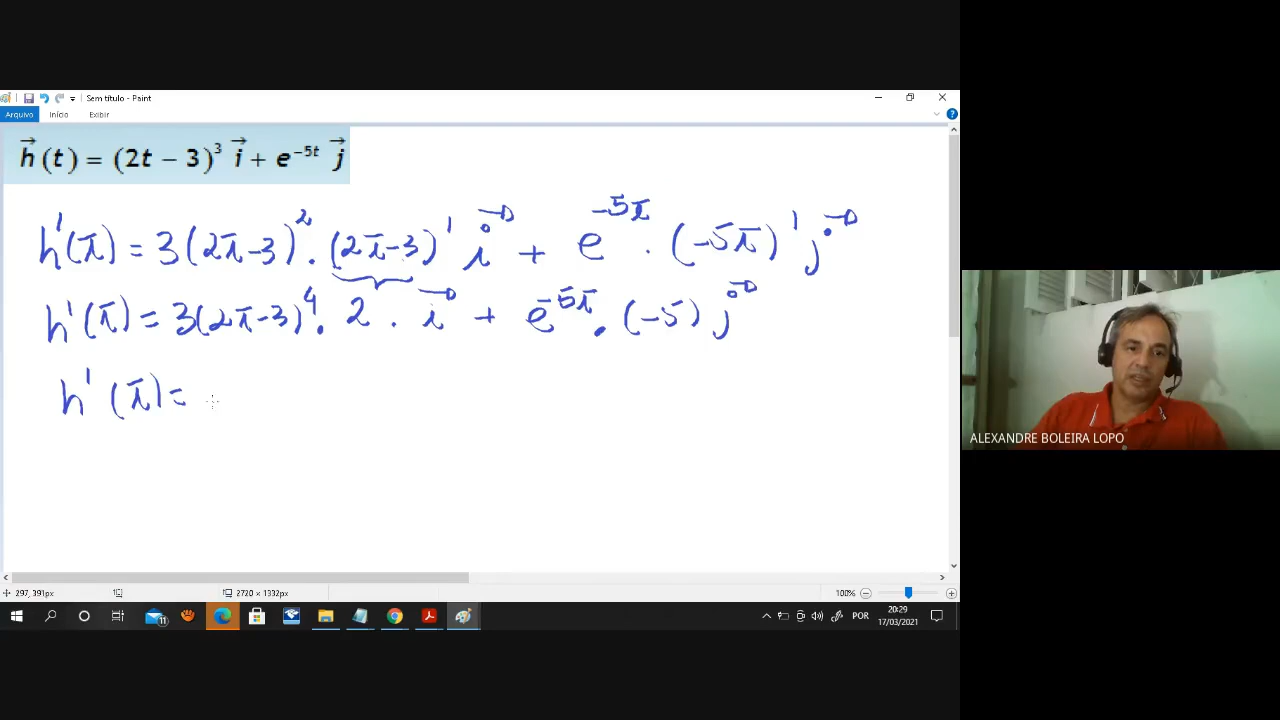 Sem título - Paint
Arquivo Início Exibir
h⃗ (t) = (2t − 3)³ i⃗ + e⁻⁵ᵗ j⃗
h'(t) = 3(2t-3)² . (2t-3)' i⃗ + e⁻⁵ᵗ . (-5t)' j⃗
h'(t) = 3(2t-3)⁴ . 2 . i⃗ + e⁻⁵ᵗ . (-5) j⃗
h'(t) =
ALEXANDRE BOLEIRA LOPO
297, 391px 2720 × 1332px 100%
11 POR 20:29
17/03/2021